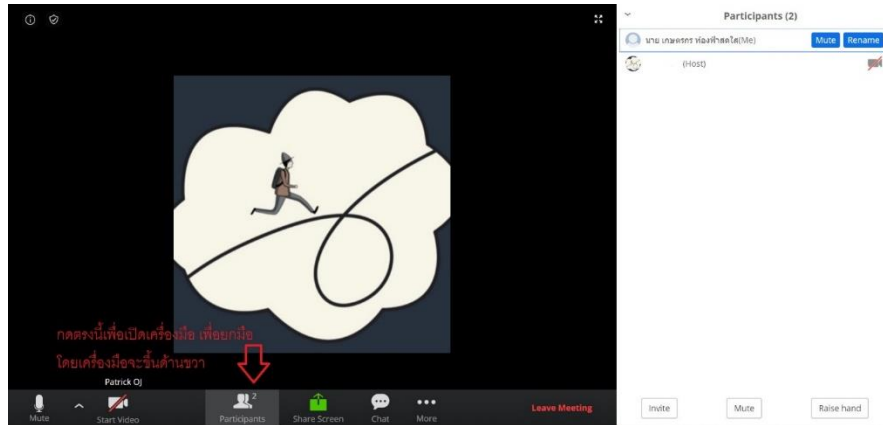 Participants (2)
นาย เกษตรกร ท่องฟ้าสดใส(Me)
Mute
Rename
(Host)
กดตรงนี้เพื่อเปิดเครื่องมือ เพื่อยกมือ
โดยเครื่องมือจะขึ้นด้านขวา
Patrick OJ
Mute
Start Video
Participants
2
Share Screen
Chat
More
Leave Meeting
Invite
Mute
Raise hand